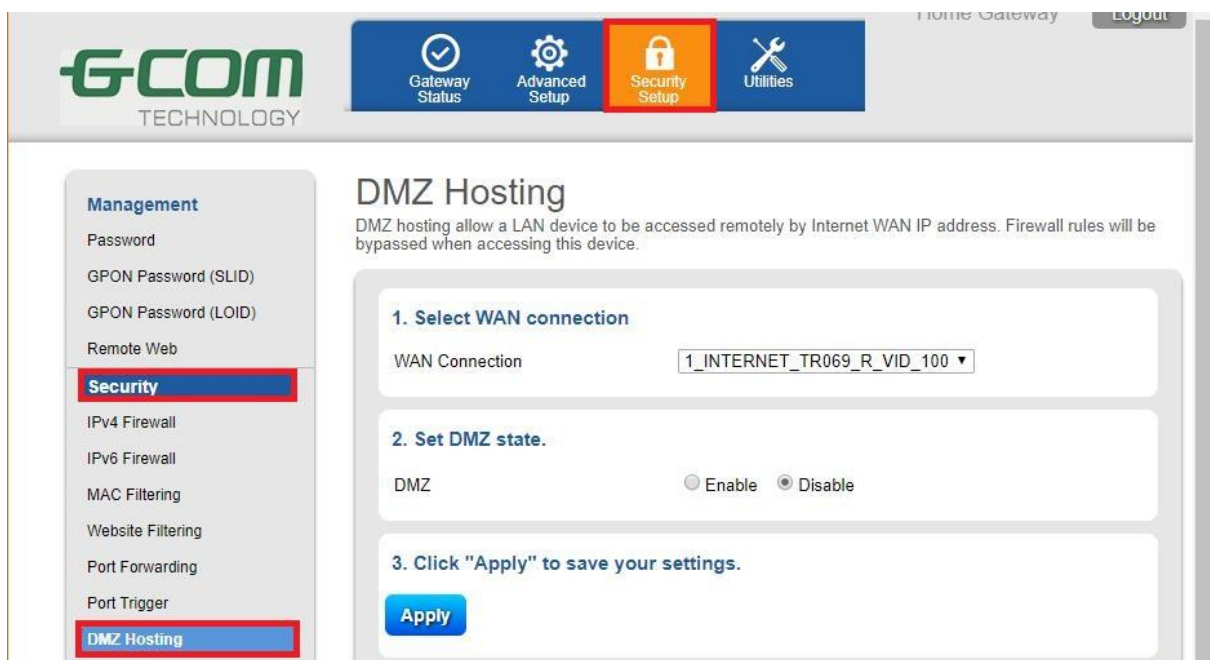 Home Gateway Logout
G-COM
TECHNOLOGY
Gateway
Status
Advanced
Setup
Security
Setup
Utilities
Management
Password
GPON Password (SLID)
GPON Password (LOID)
Remote Web
Security
IPv4 Firewall
IPv6 Firewall
MAC Filtering
Website Filtering
Port Forwarding
Port Trigger
DMZ Hosting
DMZ Hosting
DMZ hosting allow a LAN device to be accessed remotely by Internet WAN IP address. Firewall rules will be
bypassed when accessing this device.
1. Select WAN connection
WAN Connection 1_INTERNET_TR069_R_VID_100
2. Set DMZ state.
DMZ Enable Disable
3. Click "Apply" to save your settings.
Apply